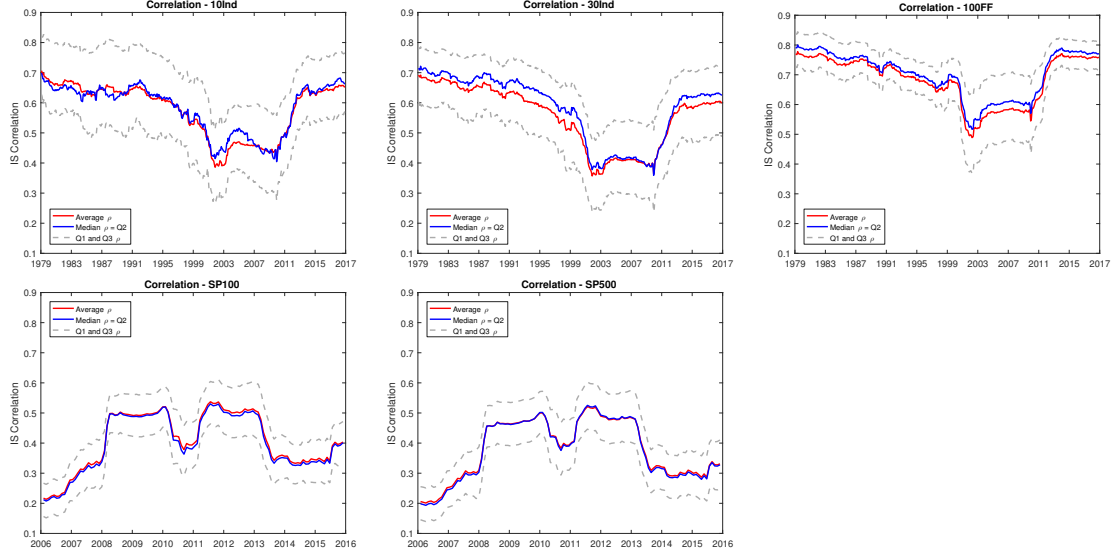 Correlation - 10Ind
IS Correlation
0.9
0.8
0.7
0.6
0.5
0.4
0.3
0.2
0.1
Average ρ
Median ρ = Q2
Q1 and Q3 ρ
1979 1983 1987 1991 1995 1999 2003 2007 2011 2015 2017
Correlation - 30Ind
IS Correlation
0.9
0.8
0.7
0.6
0.5
0.4
0.3
0.2
0.1
Average ρ
Median ρ = Q2
Q1 and Q3 ρ
1979 1983 1987 1991 1995 1999 2003 2007 2011 2015 2017
Correlation - 100FF
IS Correlation
0.9
0.8
0.7
0.6
0.5
0.4
0.3
0.2
0.1
Average ρ
Median ρ = Q2
Q1 and Q3 ρ
1979 1983 1987 1991 1995 1999 2003 2007 2011 2015 2017
Correlation - SP100
IS Correlation
0.9
0.8
0.7
0.6
0.5
0.4
0.3
0.2
0.1
Average ρ
Median ρ = Q2
Q1 and Q3 ρ
2006 2007 2008 2009 2010 2011 2012 2013 2014 2015 2016
Correlation - SP500
IS Correlation
0.9
0.8
0.7
0.6
0.5
0.4
0.3
0.2
0.1
Average ρ
Median ρ = Q2
Q1 and Q3 ρ
2006 2007 2008 2009 2010 2011 2012 2013 2014 2015 2016